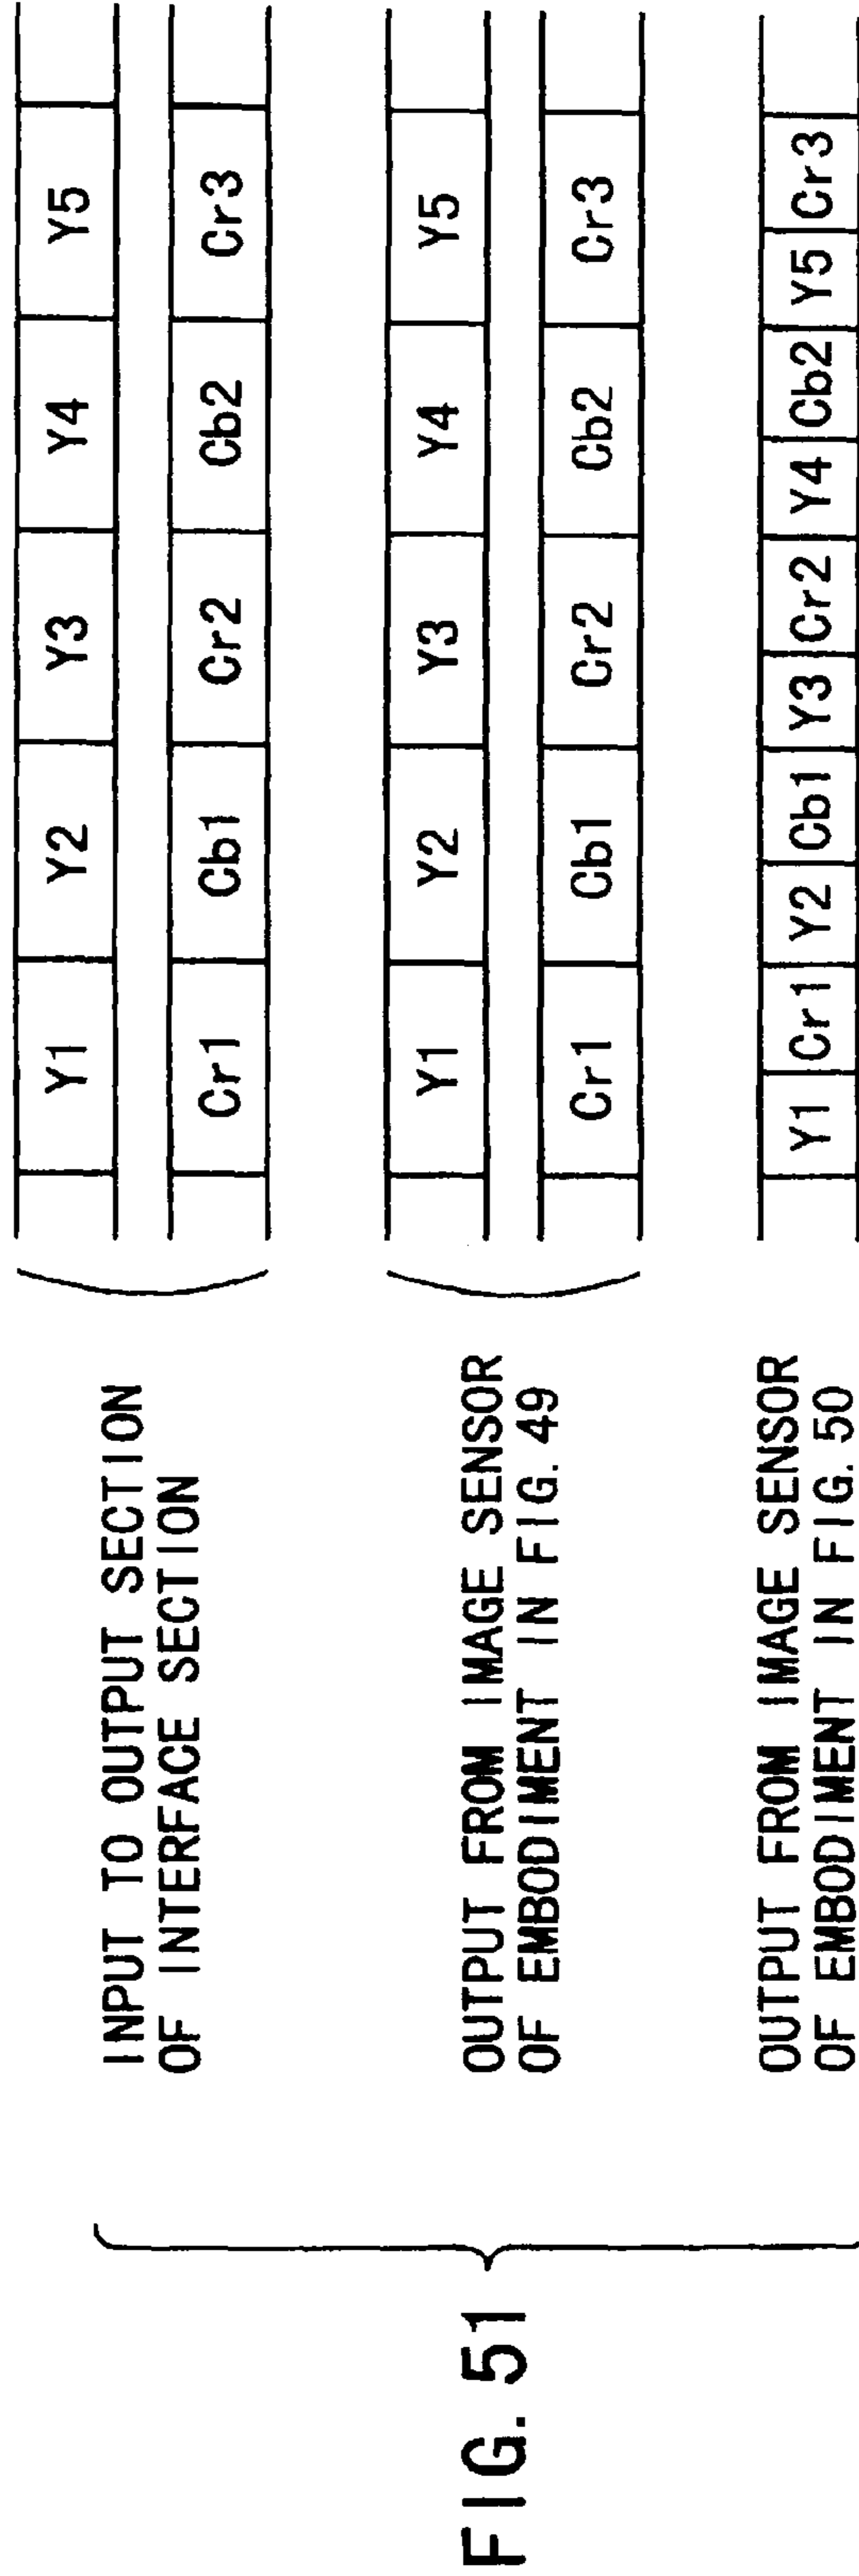 FIG. 51
INPUT TO OUTPUT SECTION
OF INTERFACE SECTION
Y1 Y2 Y3 Y4 Y5
Cr1 Cb1 Cr2 Cb2 Cr3
OUTPUT FROM IMAGE SENSOR
OF EMBODIMENT IN FIG. 49
Y1 Y2 Y3 Y4 Y5
Cr1 Cb1 Cr2 Cb2 Cr3
OUTPUT FROM IMAGE SENSOR
OF EMBODIMENT IN FIG. 50
Y1 Cr1 Y2 Cb1 Y3 Cr2 Y4 Cb2 Y5 Cr3